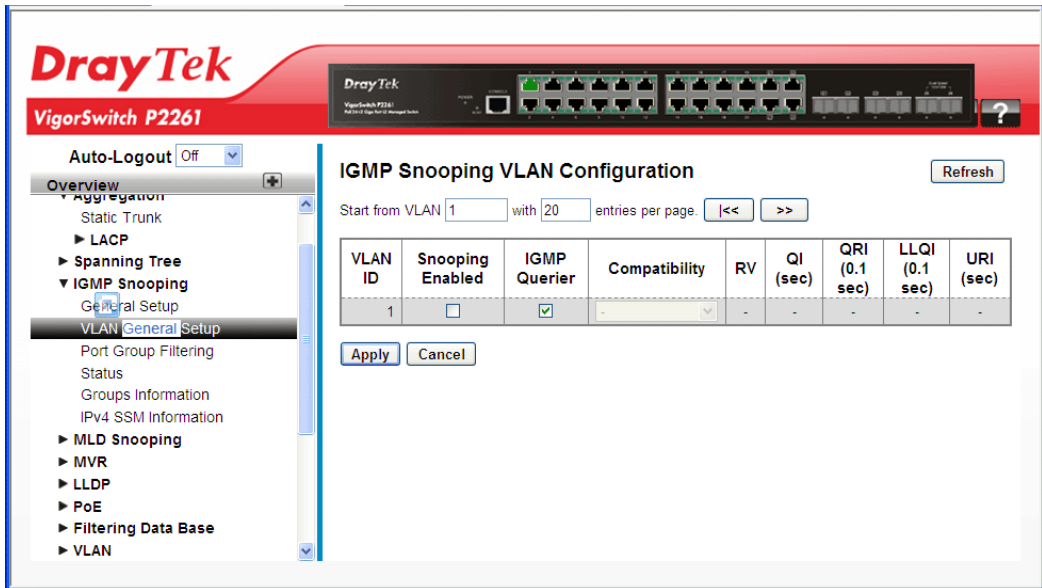 DrayTek
VigorSwitch P2261
DrayTek
VigorSwitch P2261
?
Auto-Logout Off
Overview
Aggregation
Static Trunk
LACP
Spanning Tree
IGMP Snooping
General Setup
VLAN General Setup
Port Group Filtering
Status
Groups Information
IPv4 SSM Information
MLD Snooping
MVR
LLDP
PoE
Filtering Data Base
VLAN
IGMP Snooping VLAN Configuration
Refresh
Start from VLAN 1 with 20 entries per page. |<< >>
VLAN ID Snooping Enabled IGMP Querier Compatibility RV QI (sec) QRI (0.1 sec) LLQI (0.1 sec) URI (sec)
1 - - - - - -
Apply Cancel